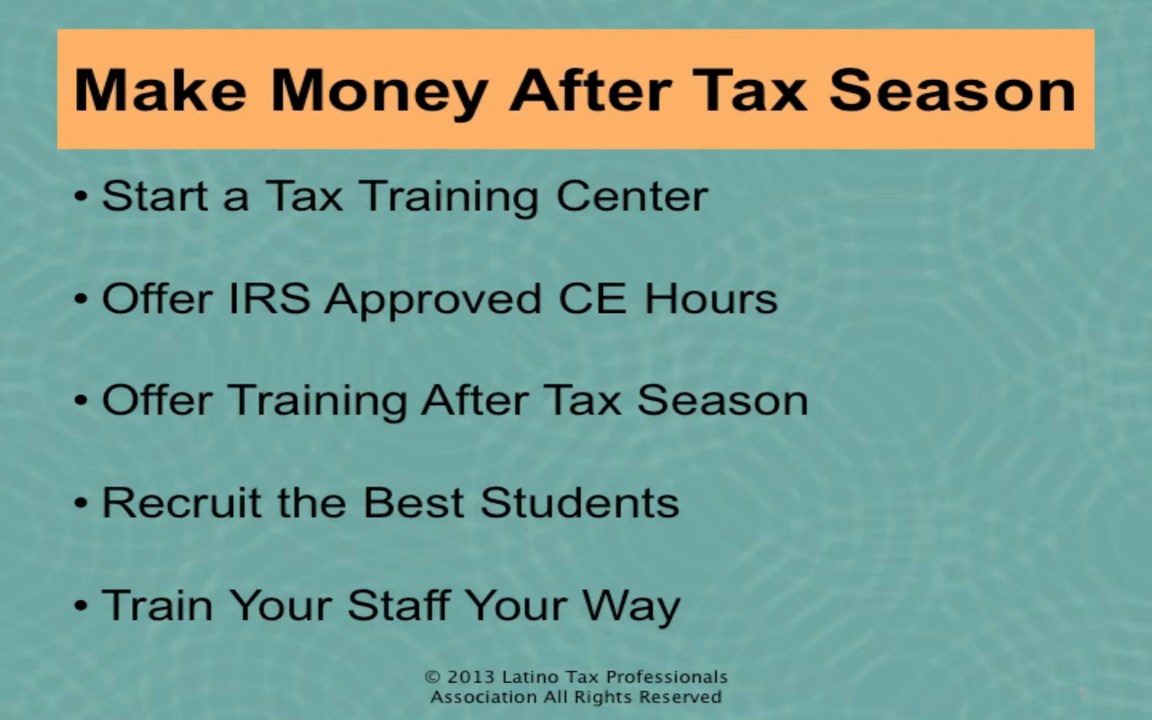 Make Money After Tax Season
• Start a Tax Training Center
• Offer IRS Approved CE Hours
• Offer Training After Tax Season
• Recruit the Best Students
• Train Your Staff Your Way
© 2013 Latino Tax Professionals
Association All Rights Reserved